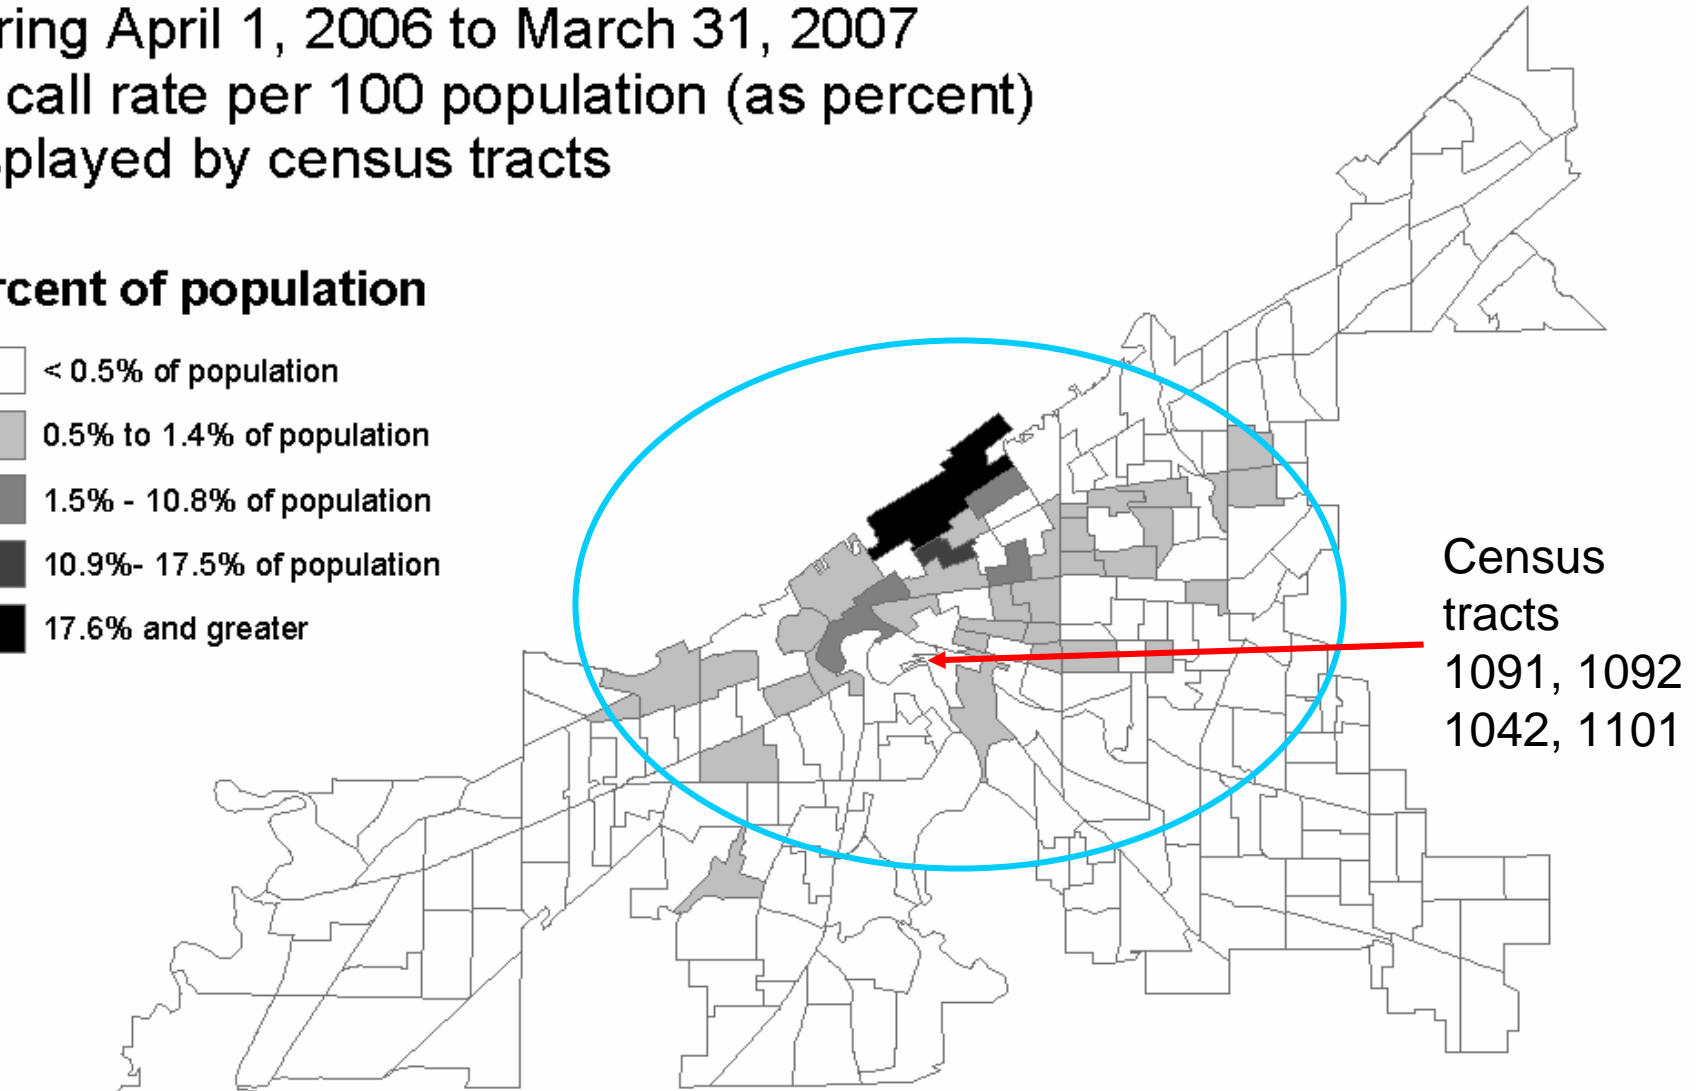 ring April 1, 2006 to March 31, 2007
call rate per 100 population (as percent)
splayed by census tracts
rcent of population
< 0.5% of population
0.5% to 1.4% of population
1.5% - 10.8% of population
10.9%- 17.5% of population
17.6% and greater
Census
tracts
1091, 1092
1042, 1101